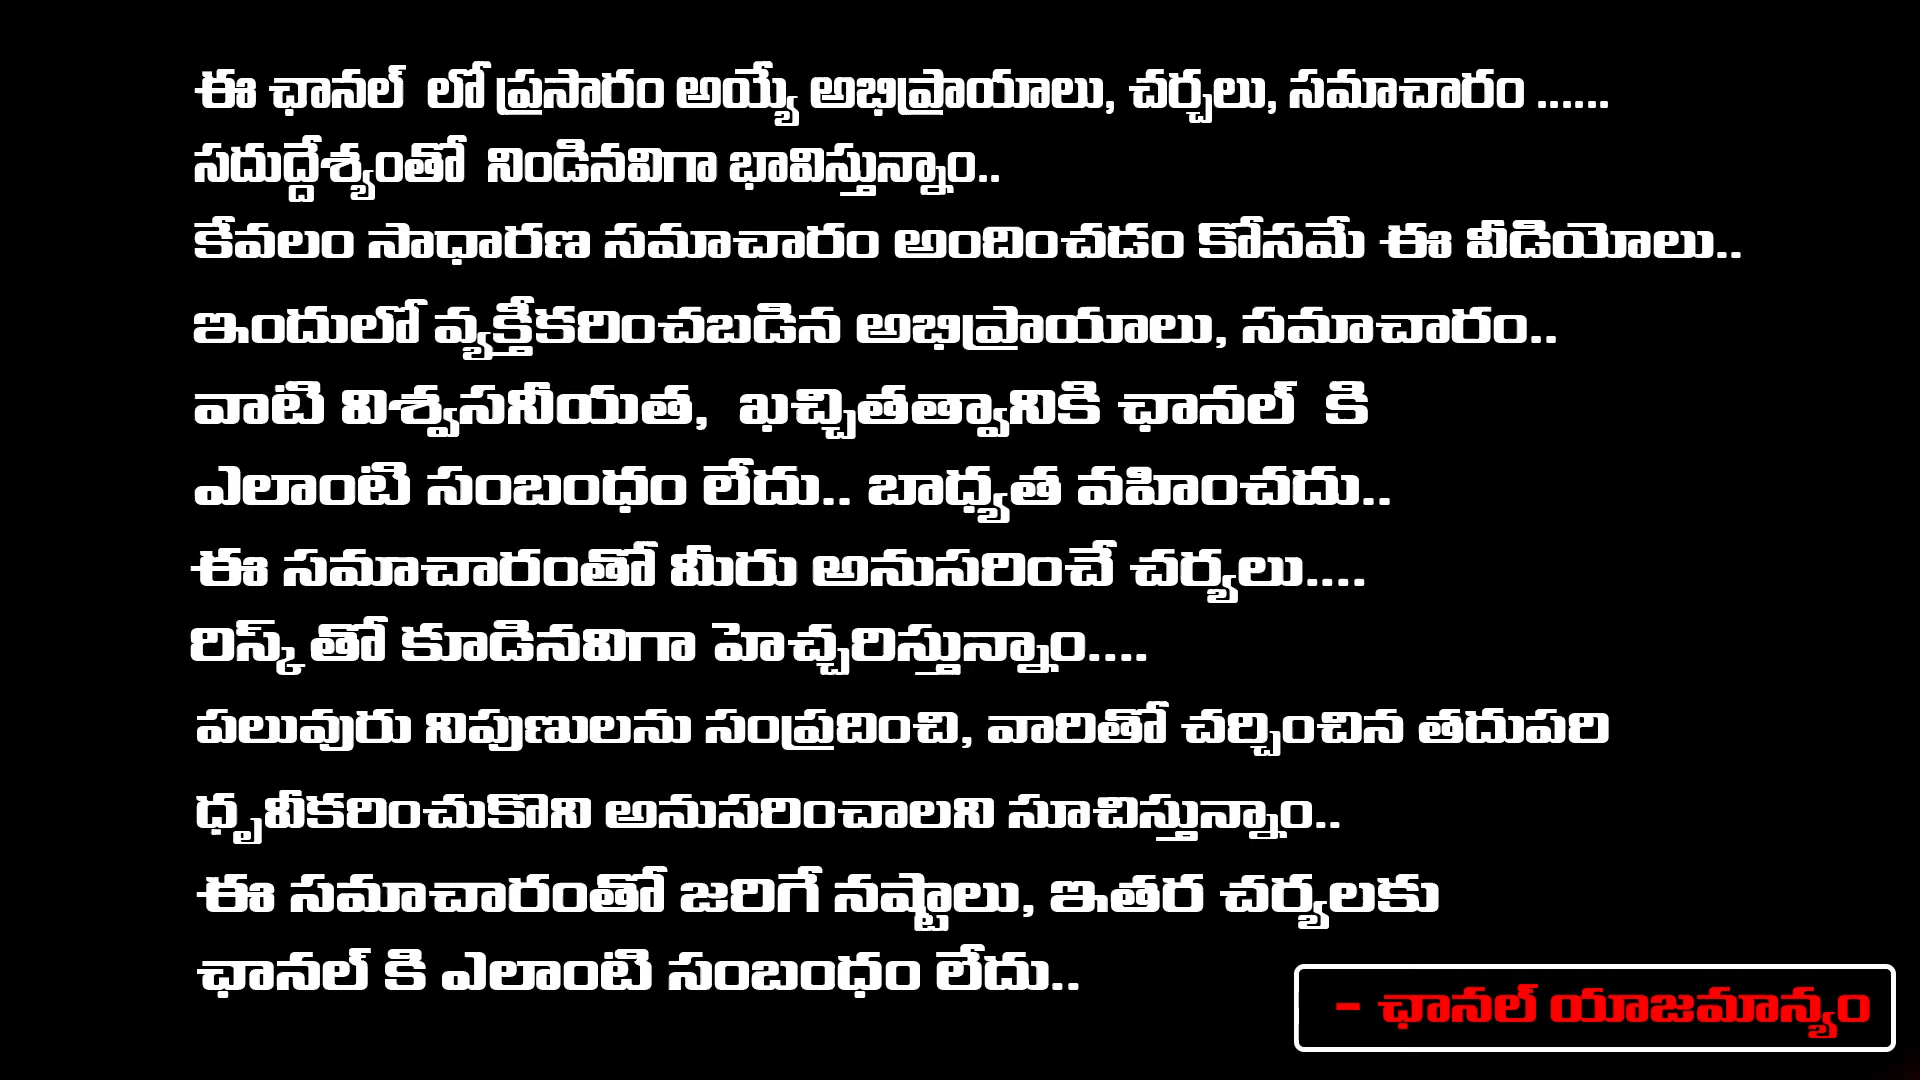 ఈ ఛానల్ లో ప్రసారం అయ్యే అభిప్రాయాలు, చర్చలు, సమాచారం ......
సదుద్దేశ్యంతో నిండినవిగా భావిస్తున్నాం..
కేవలం సాధారణ సమాచారం అందించడం కోసమే ఈ వీడియోలు..
ఇందులో వ్యక్తీకరించబడిన అభిప్రాయాలు, సమాచారం..
వాటి విశ్వసనీయత, ఖచ్చితత్వానికి ఛానల్ కి
ఎలాంటి సంబంధం లేదు.. బాధ్యత వహించదు..
ఈ సమాచారంతో మీరు అనుసరించే చర్యలు....
రిస్క్ తో కూడినవిగా హెచ్చరిస్తున్నాం....
పలువురు నిపుణులను సంప్రదించి, వారితో చర్చించిన తదుపరి
ధృవీకరించుకొని అనుసరించాలని సూచిస్తున్నాం..
ఈ సమాచారంతో జరిగే నష్టాలు, ఇతర చర్యలకు
ఛానల్ కి ఎలాంటి సంబంధం లేదు..
- ఛానల్ యాజమాన్యం